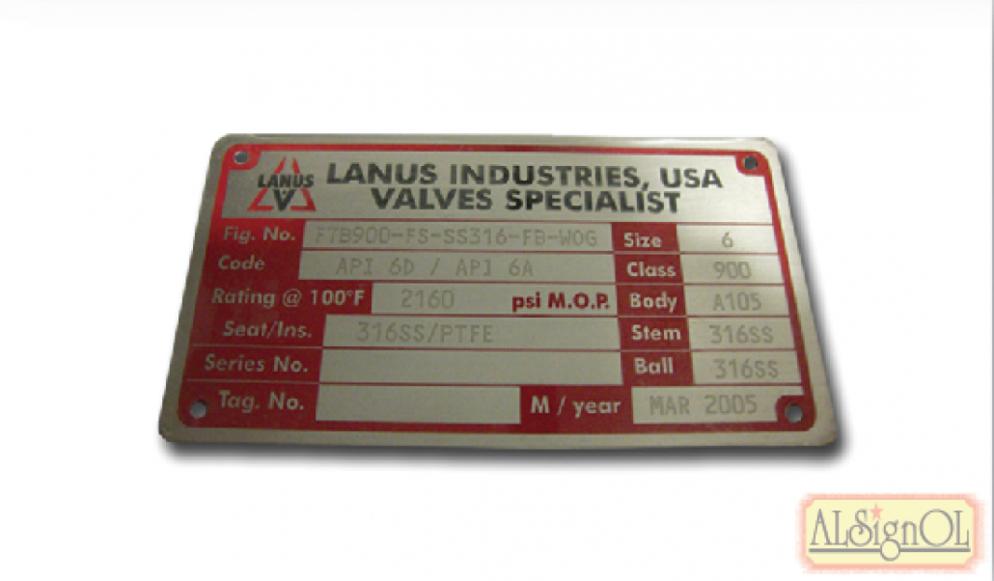 LANUS V
LANUS INDUSTRIES, USA
VALVES SPECIALIST
Fig. No. FTB900-FS-SS316-FB-WOG Size 6
Code API 6D / API 6A Class 900
Rating @ 100°F 2160 psi M.O.P. Body A105
Seat/Ins. 316SS/PTFE Stem 316SS
Series No. Ball 316SS
Tag. No. M / year MAR 2005
ALSignOL